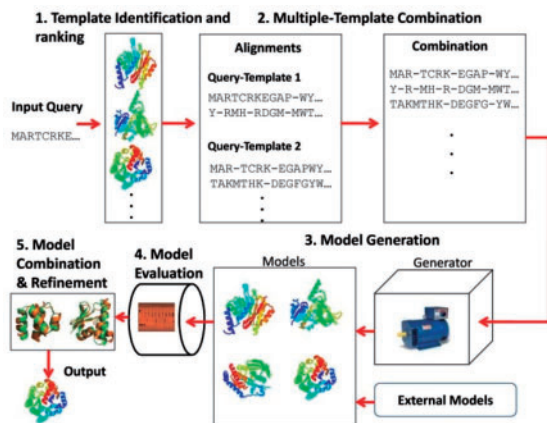 1. Template Identification and
ranking
2. Multiple-Template Combination
Input Query
MARTCRKE...
Alignments
Query-Template 1
MARTCRKEGAP-WY...
Y-RMH-RDGM-MWT...
Query-Template 2
MAR-TCRK-EGAPWY...
TAKMTHK-DEGFGYW...
Combination
MAR-TCRK-EGAP-WY...
Y-R-MH-R-DGM-MWT...
TAKMTHK-DEGFG-YW...
3. Model Generation
Models
Generator
External Models
4. Model
Evaluation
5. Model
Combination
& Refinement
Output